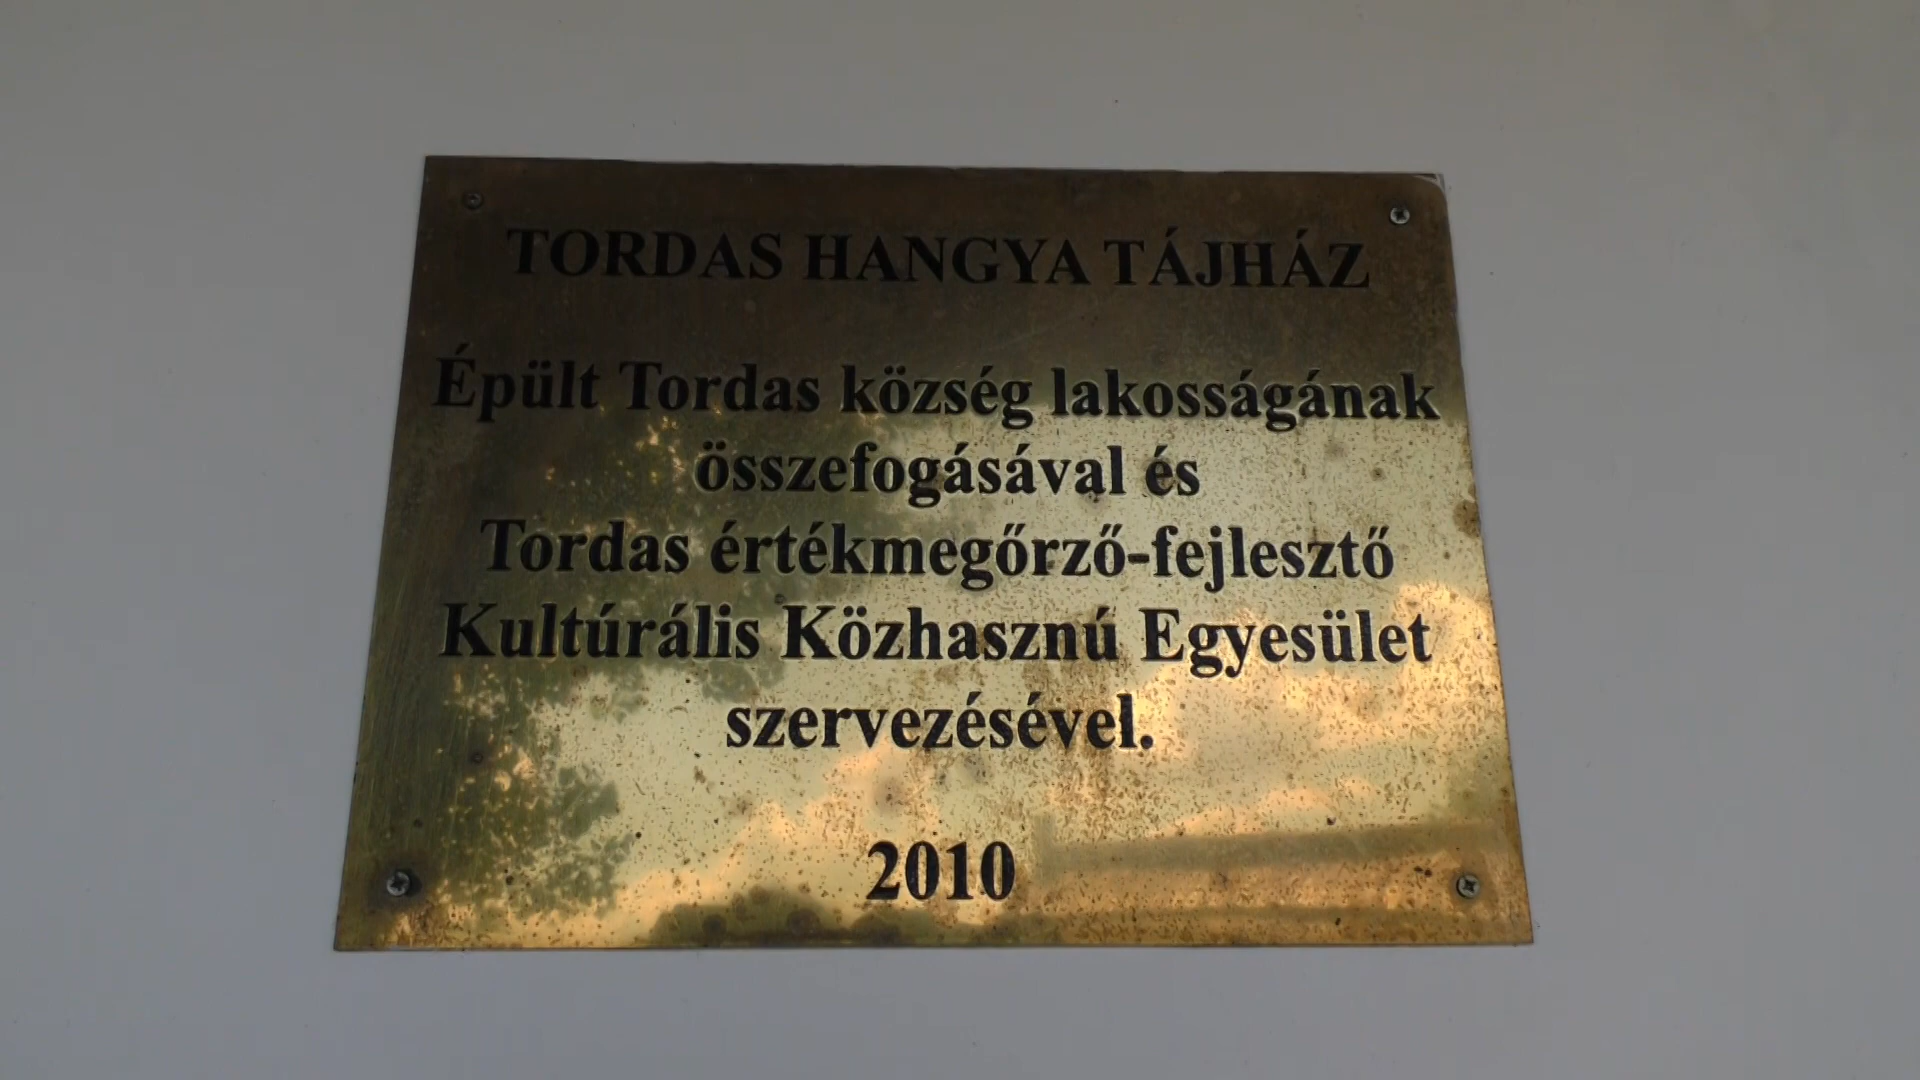 TORDAS HANGYA TÁJHÁZ
Épült Tordas község lakosságának
összefogásával és
Tordas értékmegőrző-fejlesztő
Kultúrális Közhasznú Egyesület
szervezésével.
2010